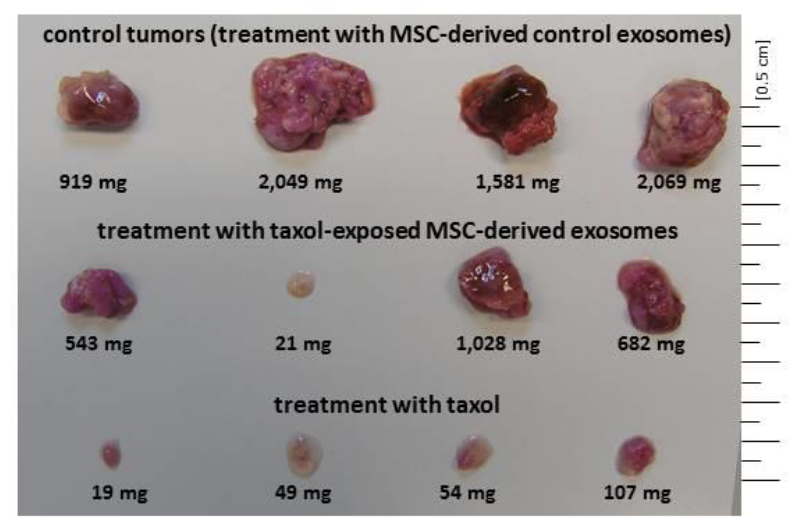 control tumors (treatment with MSC-derived control exosomes)
[0.5 cm]
919 mg 2,049 mg 1,581 mg 2,069 mg
treatment with taxol-exposed MSC-derived exosomes
543 mg 21 mg 1,028 mg 682 mg
treatment with taxol
19 mg 49 mg 54 mg 107 mg